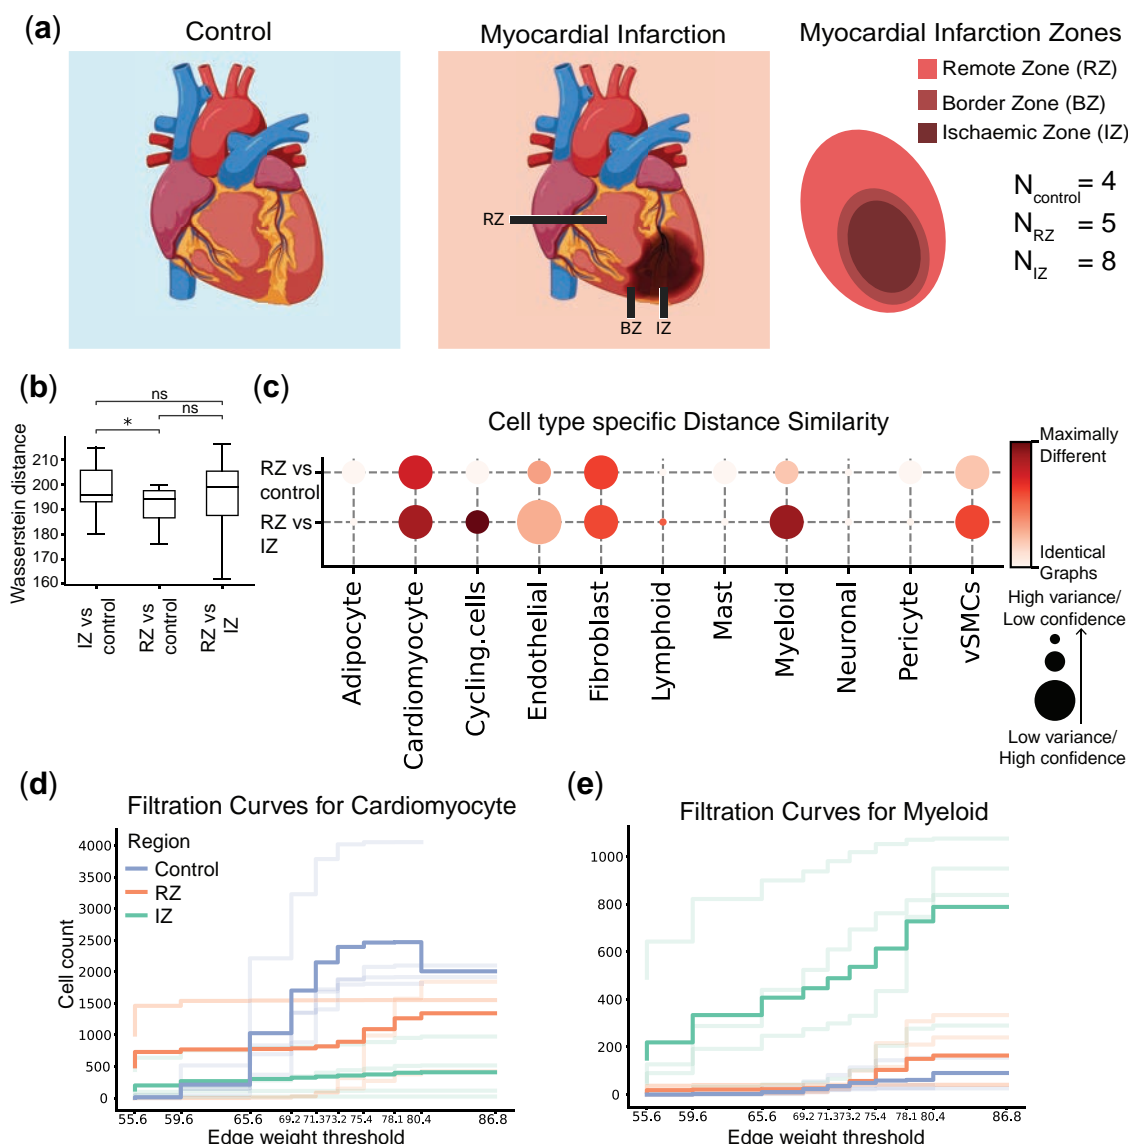 (a)
Control
Myocardial Infarction
Myocardial Infarction Zones
Remote Zone (RZ)
Border Zone (BZ)
Ischaemic Zone (IZ)
RZ
BZ
IZ
N control = 4
N RZ = 5
N IZ = 8
(b)
ns
ns
*
Wasserstein distance
210
200
190
180
170
160
IZ vs
control
RZ vs
control
RZ vs
IZ
(c)
Cell type specific Distance Similarity
RZ vs
control
RZ vs
IZ
Adipocyte
Cardiomyocyte
Cycling.cells
Endothelial
Fibroblast
Lymphoid
Mast
Myeloid
Neuronal
Pericyte
vSMCs
Maximally
Different
Identical
Graphs
High variance/
Low confidence
Low variance/
High confidence
(d)
Filtration Curves for Cardiomyocyte
Region
Control
RZ
IZ
Cell count
4000
3500
3000
2500
2000
1500
1000
500
0
55.6 59.6 65.6 69.2 71.3 73.2 75.4 78.1 80.4 86.8
Edge weight threshold
(e)
Filtration Curves for Myeloid
1000
800
600
400
200
0
55.6 59.6 65.6 69.2 71.3 73.2 75.4 78.1 80.4 86.8
Edge weight threshold